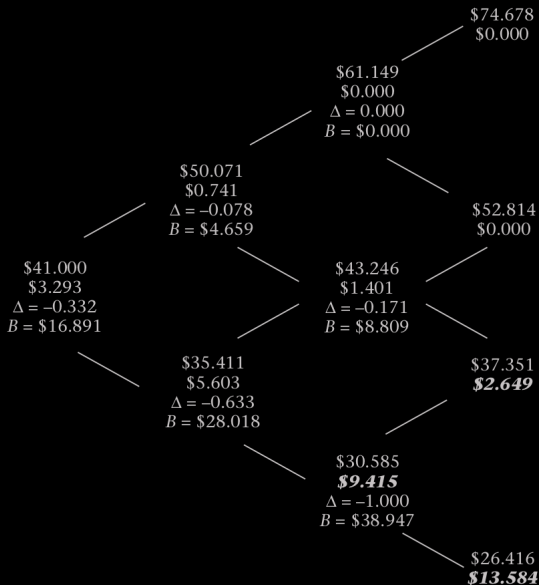 $74.678
$0.000
$61.149
$0.000
Δ = 0.000
B = $0.000
$50.071
$0.741
Δ = –0.078
B = $4.659
$52.814
$0.000
$41.000
$3.293
Δ = –0.332
B = $16.891
$43.246
$1.401
Δ = –0.171
B = $8.809
$35.411
$5.603
Δ = –0.633
B = $28.018
$37.351
$2.649
$30.585
$9.415
Δ = –1.000
B = $38.947
$26.416
$13.584